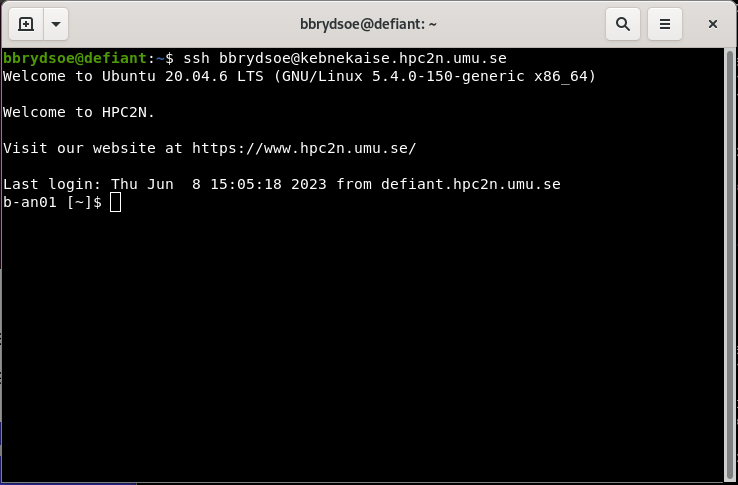 bbrydsoe@defiant: ~
bbrydsoe@defiant:~$ ssh bbrydsoe@kebnekaise.hpc2n.umu.se
Welcome to Ubuntu 20.04.6 LTS (GNU/Linux 5.4.0-150-generic x86_64)
Welcome to HPC2N.
Visit our website at https://www.hpc2n.umu.se/
Last login: Thu Jun  8 15:05:18 2023 from defiant.hpc2n.umu.se
b-an01 [~]$